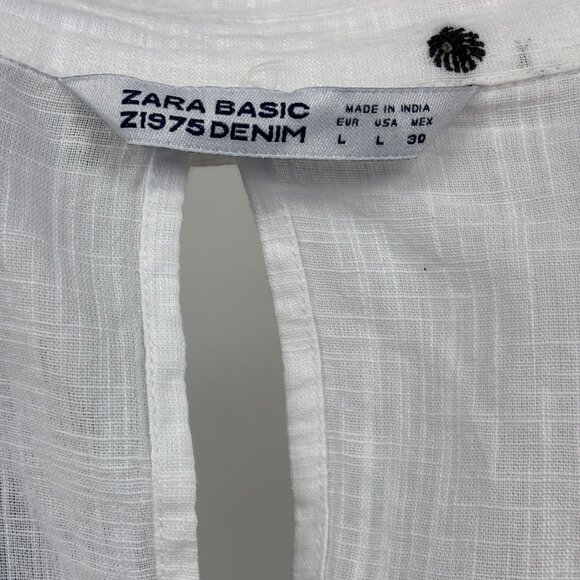 ZARA BASIC
Z1975 DENIM
MADE IN INDIA
EUR USA MEX
L L 30